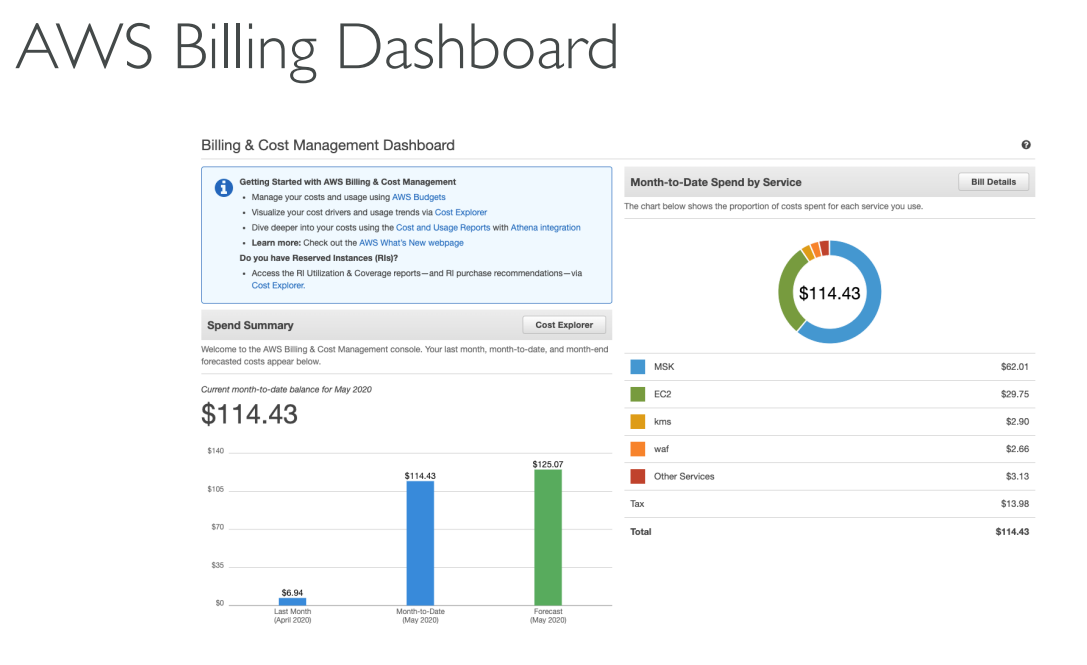 AWS Billing Dashboard
Billing & Cost Management Dashboard
Getting Started with AWS Billing & Cost Management
• Manage your costs and usage using AWS Budgets
• Visualize your cost drivers and usage trends via Cost Explorer
• Dive deeper into your costs using the Cost and Usage Reports with Athena integration
• Learn more: Check out the AWS What's New webpage
Do you have Reserved Instances (RIs)?
• Access the RI Utilization & Coverage reports—and RI purchase recommendations—via
Cost Explorer.
Spend Summary
Cost Explorer
Welcome to the AWS Billing & Cost Management console. Your last month, month-to-date, and month-end
forecasted costs appear below.
Current month-to-date balance for May 2020
$114.43
$140
$105
$70
$35
$0
$6.94
$114.43
$125.07
Last Month
(April 2020)
Month-to-Date
(May 2020)
Forecast
(May 2020)
Month-to-Date Spend by Service
Bill Details
The chart below shows the proportion of costs spent for each service you use.
$114.43
MSK $62.01
EC2 $29.75
kms $2.90
waf $2.66
Other Services $3.13
Tax $13.98
Total $114.43